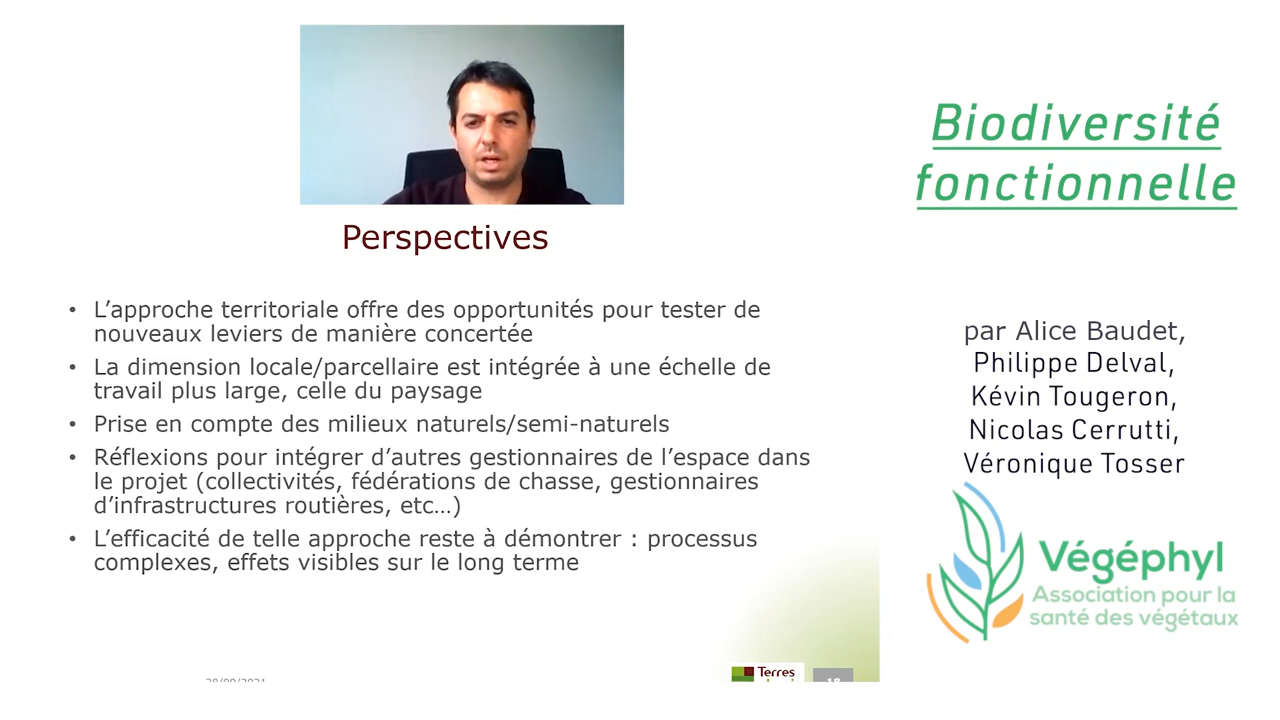 Perspectives
• L’approche territoriale offre des opportunités pour tester de
nouveaux leviers de manière concertée
• La dimension locale/parcellaire est intégrée à une échelle de
travail plus large, celle du paysage
• Prise en compte des milieux naturels/semi-naturels
• Réflexions pour intégrer d’autres gestionnaires de l’espace dans
le projet (collectivités, fédérations de chasse, gestionnaires
d’infrastructures routières, etc…)
• L’efficacité de telle approche reste à démontrer : processus
complexes, effets visibles sur le long terme
Terres
18
Biodiversité
fonctionnelle
par Alice Baudet,
Philippe Delval,
Kévin Tougeron,
Nicolas Cerrutti,
Véronique Tosser
Végéphyl
Association pour la
santé des végétaux